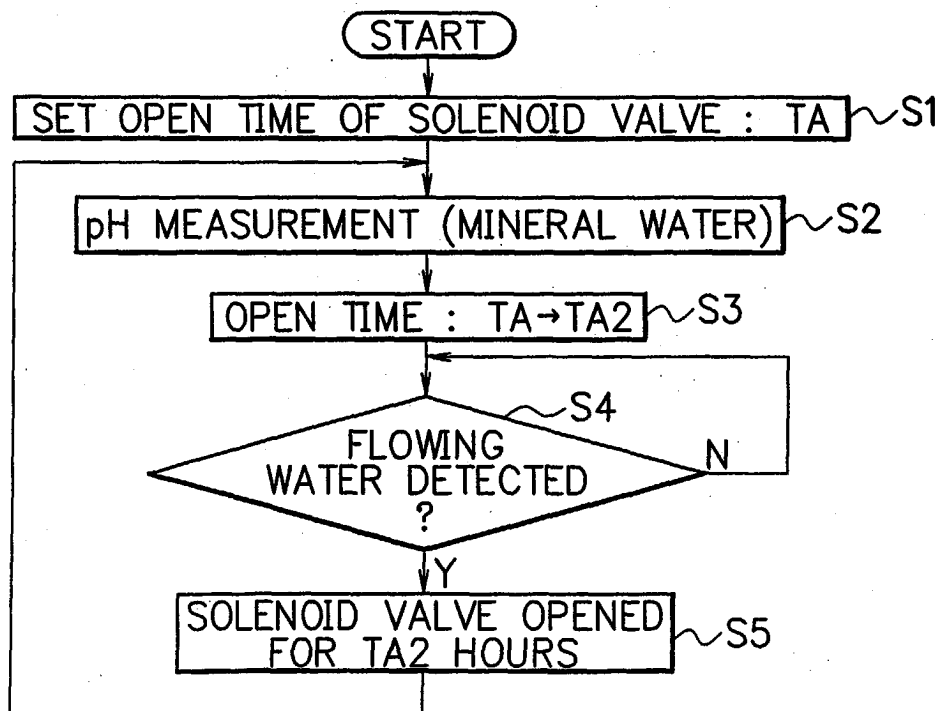 START
SET OPEN TIME OF SOLENOID VALVE : TA
S1
pH MEASUREMENT (MINERAL WATER)
S2
OPEN TIME : TA→TA2
S3
S4
FLOWING
WATER DETECTED
?
N
Y
SOLENOID VALVE OPENED
FOR TA2 HOURS
S5